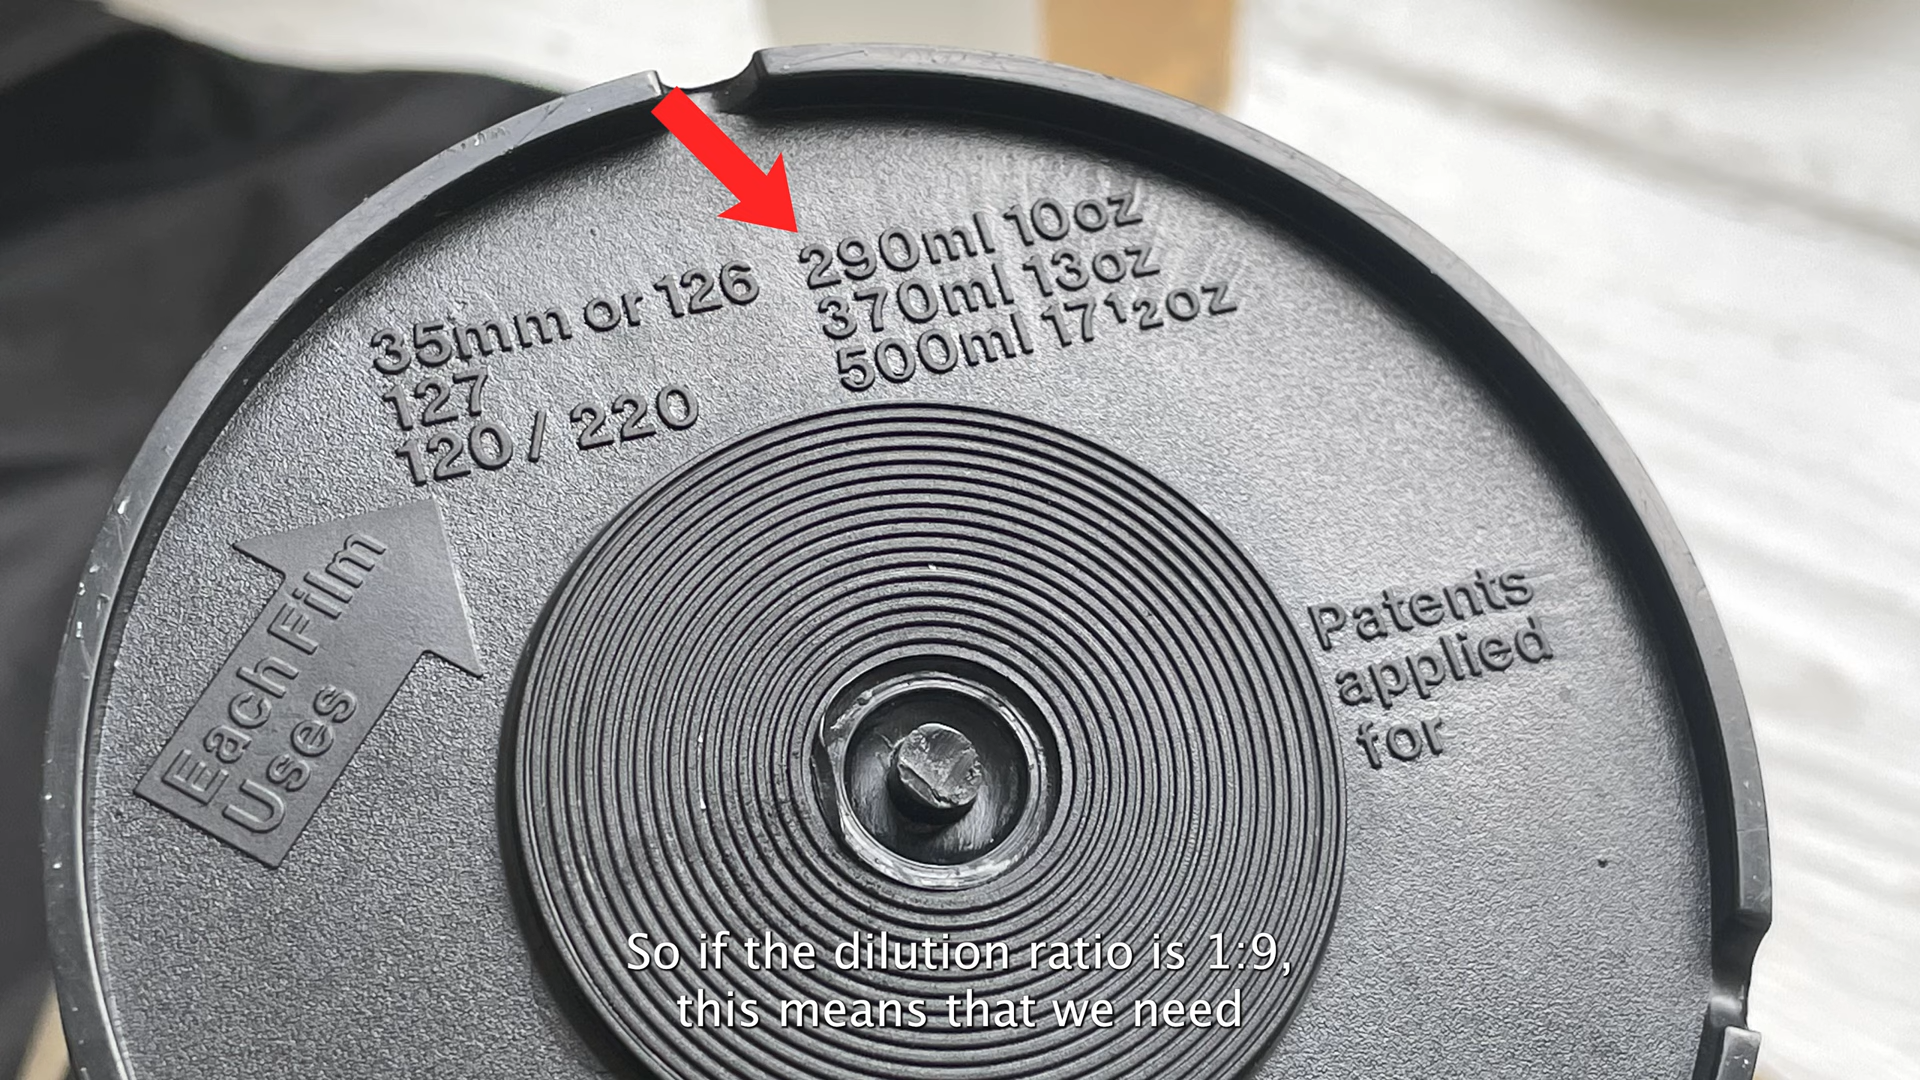 35mm or 126 290ml 10oz
127 370ml 13oz
120 / 220 500ml 17½oz
Each Film
Uses
Patents
applied
for
So if the dilution ratio is 1:9,
this means that we need